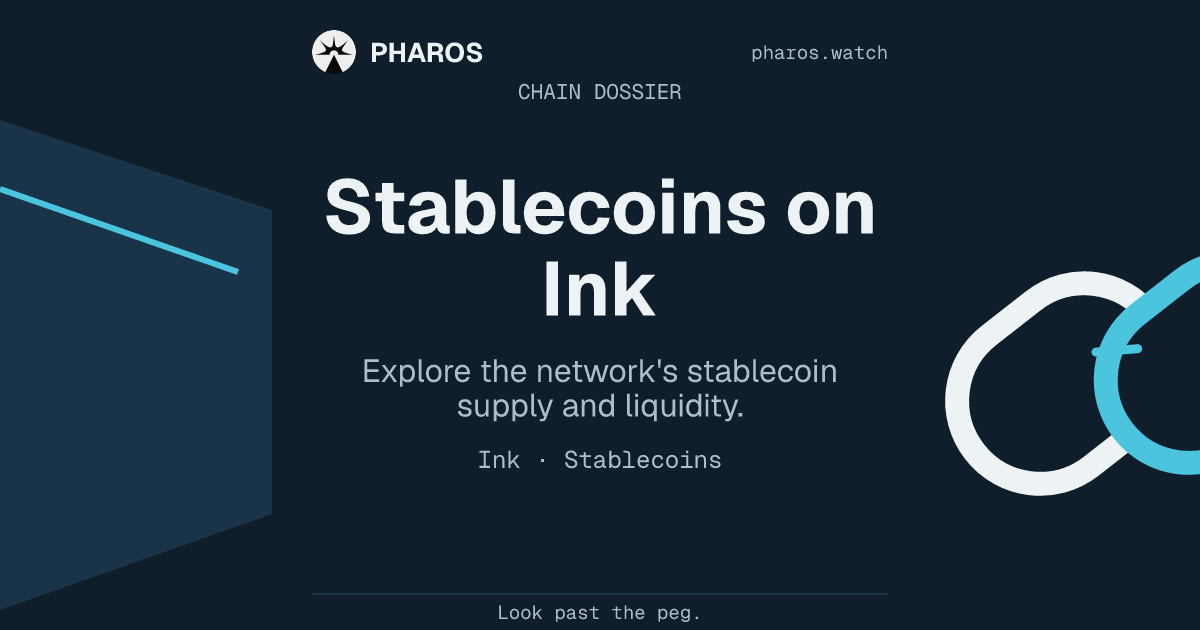 PHAROS
pharos.watch
CHAIN DOSSIER
Stablecoins on
Ink
Explore the network's stablecoin
supply and liquidity.
Ink · Stablecoins
Look past the peg.